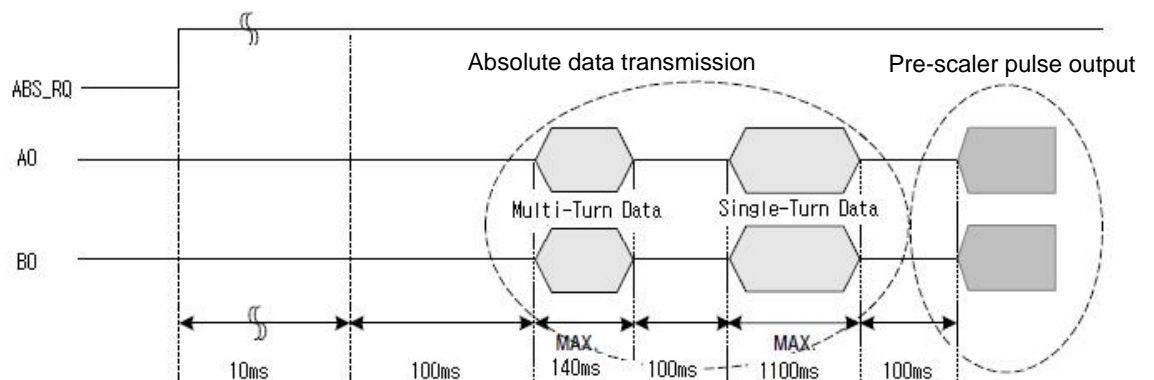 Absolute data transmission
Pre-scaler pulse output
ABS_RQ
AO
Multi-Turn Data
Single-Turn Data
BO
10ms
100ms
MAX.
140ms
100ms
MAX.
1100ms
100ms